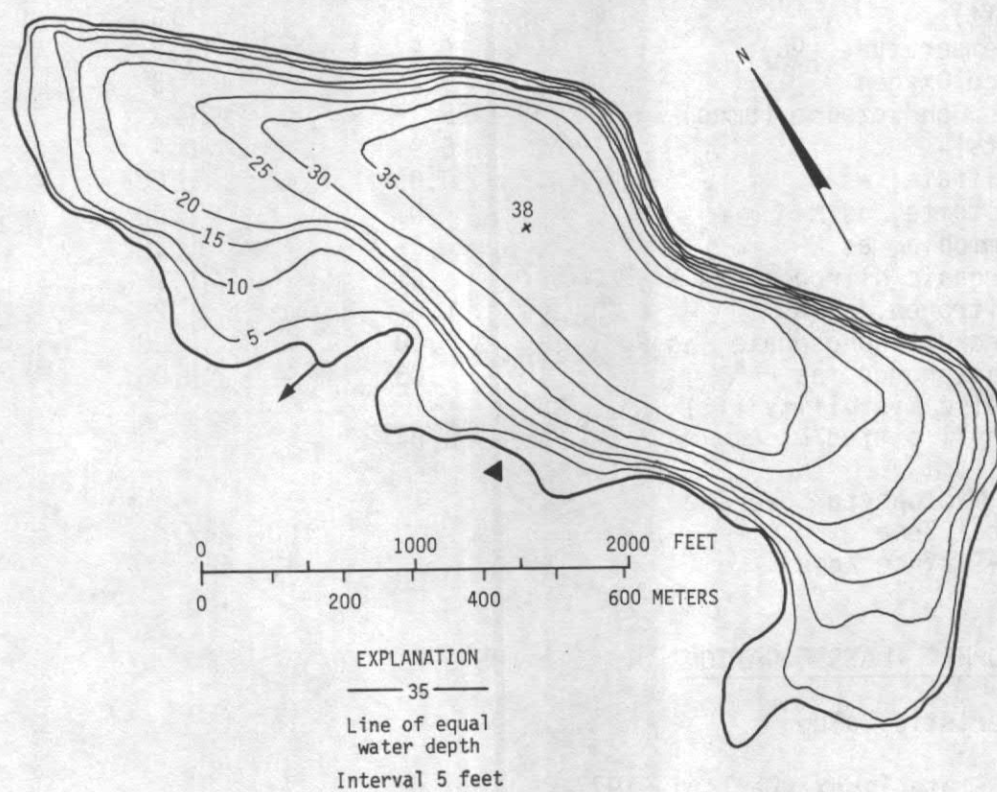 N
25
30
35
38
20
15
10
5
0 1000 2000 FEET
0 200 400 600 METERS
EXPLANATION
35
Line of equal
water depth
Interval 5 feet